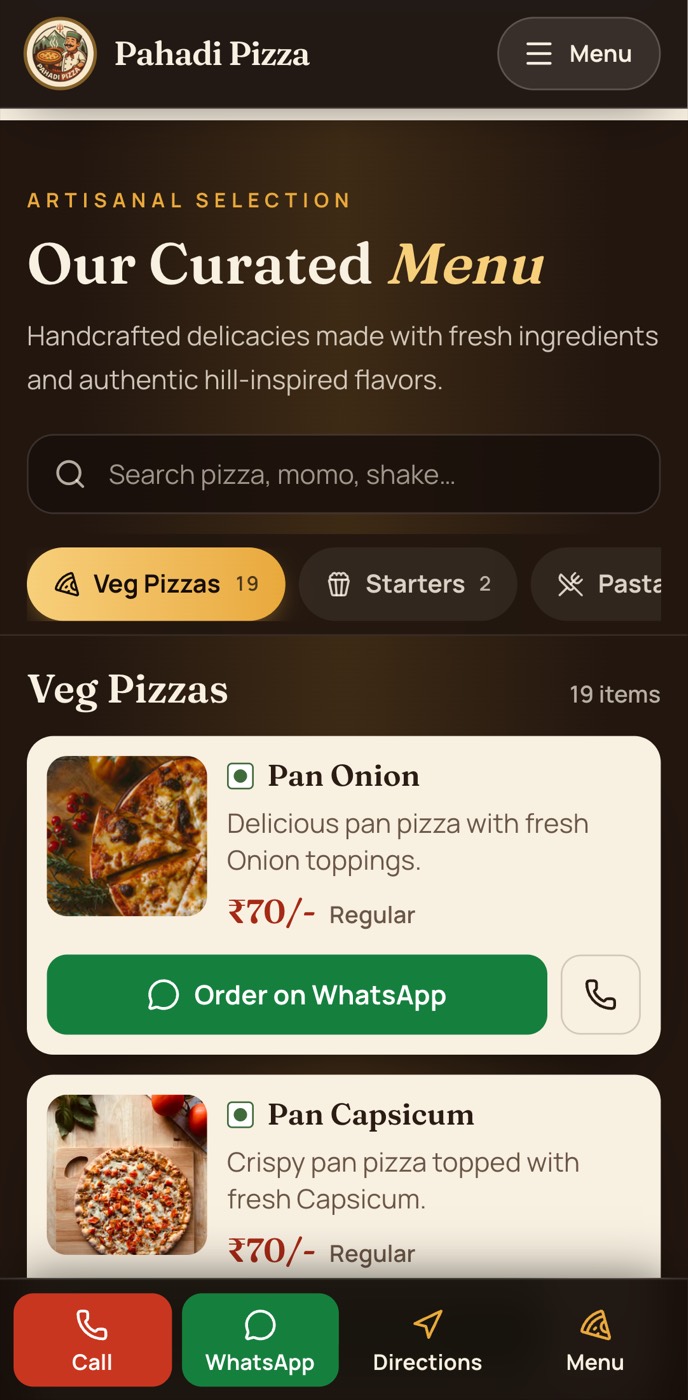 PAHADI PIZZA
Pahadi Pizza
Menu
ARTISANAL SELECTION
Our Curated Menu
Handcrafted delicacies made with fresh ingredients
and authentic hill-inspired flavors.
Search pizza, momo, shake...
Veg Pizzas 19
Starters 2
Pasta
Veg Pizzas
19 items
Pan Onion
Delicious pan pizza with fresh
Onion toppings.
₹70/- Regular
Order on WhatsApp
Pan Capsicum
Crispy pan pizza topped with
fresh Capsicum.
₹70/- Regular
Call
WhatsApp
Directions
Menu